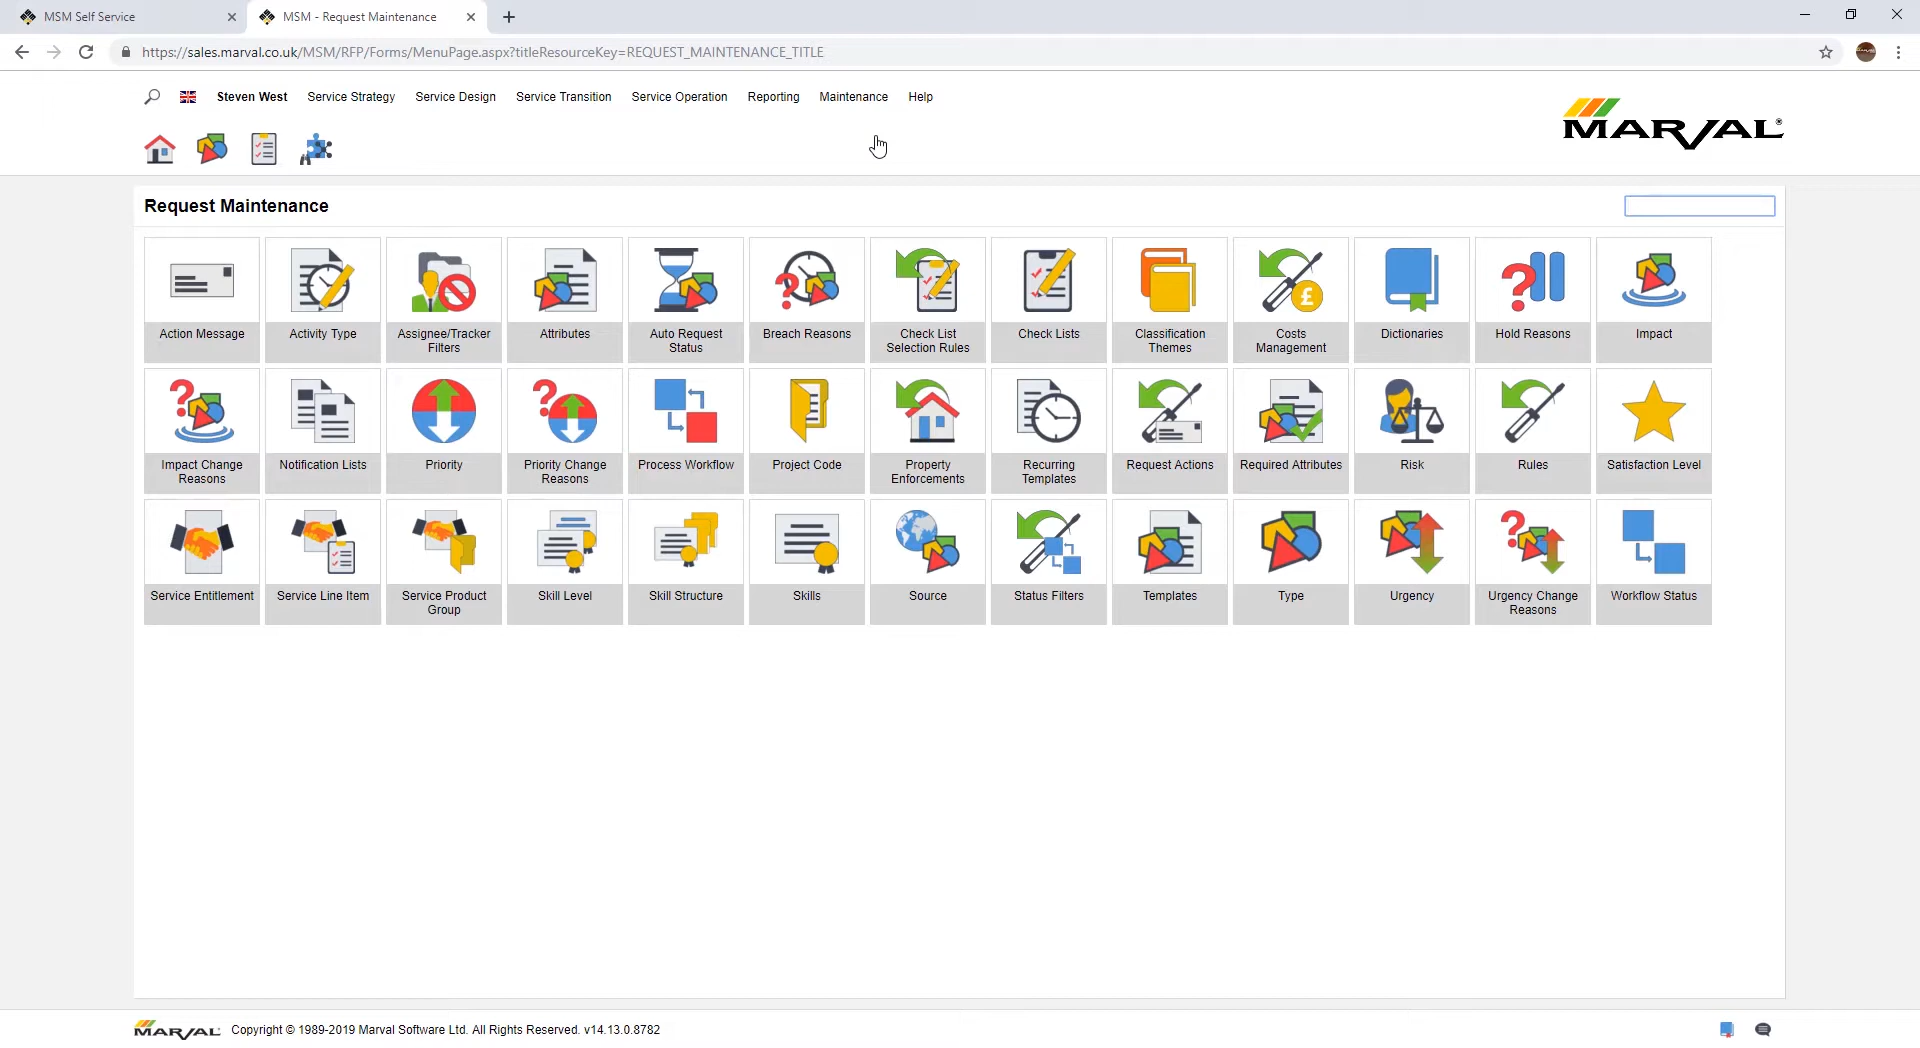 MSM Self Service
MSM - Request Maintenance
https://sales.marval.co.uk/MSM/RFP/Forms/MenuPage.aspx?titleResourceKey=REQUEST_MAINTENANCE_TITLE
Steven West Service Strategy Service Design Service Transition Service Operation Reporting Maintenance Help
MARVAL®
Request Maintenance
Action Message
Activity Type
Assignee/Tracker
Filters
Attributes
Auto Request
Status
Breach Reasons
Check List
Selection Rules
Check Lists
Classification
Themes
Costs
Management
Dictionaries
Hold Reasons
Impact
Impact Change
Reasons
Notification Lists
Priority
Priority Change
Reasons
Process Workflow
Project Code
Property
Enforcements
Recurring
Templates
Request Actions
Required Attributes
Risk
Rules
Satisfaction Level
Service Entitlement
Service Line Item
Service Product
Group
Skill Level
Skill Structure
Skills
Source
Status Filters
Templates
Type
Urgency
Urgency Change
Reasons
Workflow Status
MARVAL Copyright © 1989-2019 Marval Software Ltd. All Rights Reserved. v14.13.0.8782